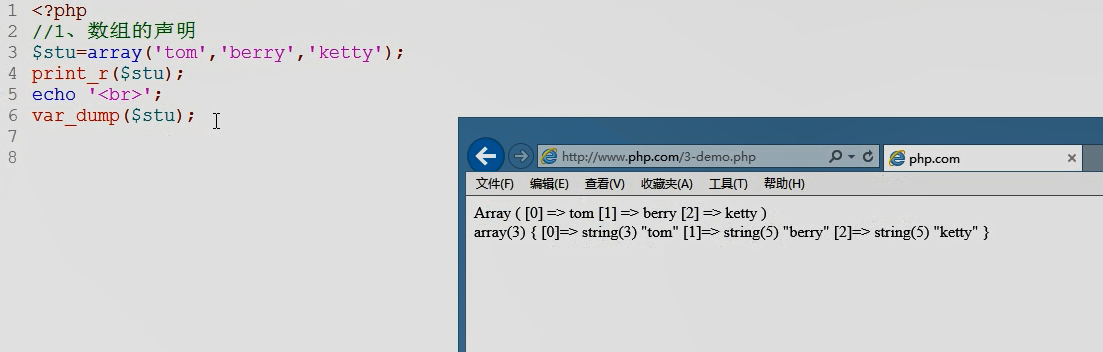 1 <?php
2 //1、数组的声明
3 $stu=array('tom','berry','ketty');
4 print_r($stu);
5 echo '<br>';
6 var_dump($stu);
7
8
http://www.php.com/3-demo.php php.com
文件(F) 编辑(E) 查看(V) 收藏夹(A) 工具(T) 帮助(H)
Array ( [0] => tom [1] => berry [2] => ketty )
array(3) { [0]=> string(3) "tom" [1]=> string(5) "berry" [2]=> string(5) "ketty" }